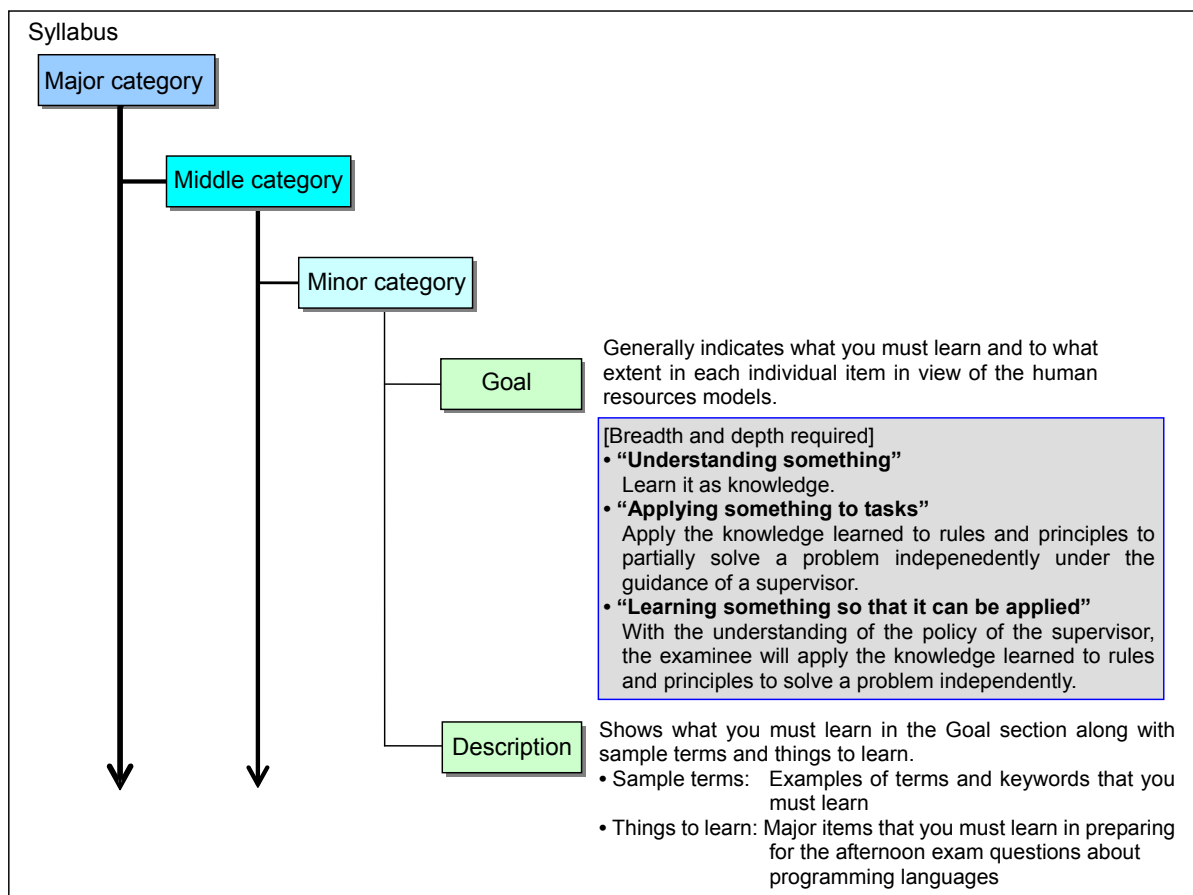 Syllabus
Major category
Middle category
Minor category
Goal
Generally indicates what you must learn and to what
extent in each individual item in view of the human
resources models.
[Breadth and depth required]
• “Understanding something”
Learn it as knowledge.
• “Applying something to tasks”
Apply the knowledge learned to rules and principles to
partially solve a problem indepenedently under the
guidance of a supervisor.
• “Learning something so that it can be applied”
With the understanding of the policy of the supervisor,
the examinee will apply the knowledge learned to rules
and principles to solve a problem independently.
Description
Shows what you must learn in the Goal section along with
sample terms and things to learn.
• Sample terms: Examples of terms and keywords that you
must learn
• Things to learn: Major items that you must learn in preparing
for the afternoon exam questions about
programming languages